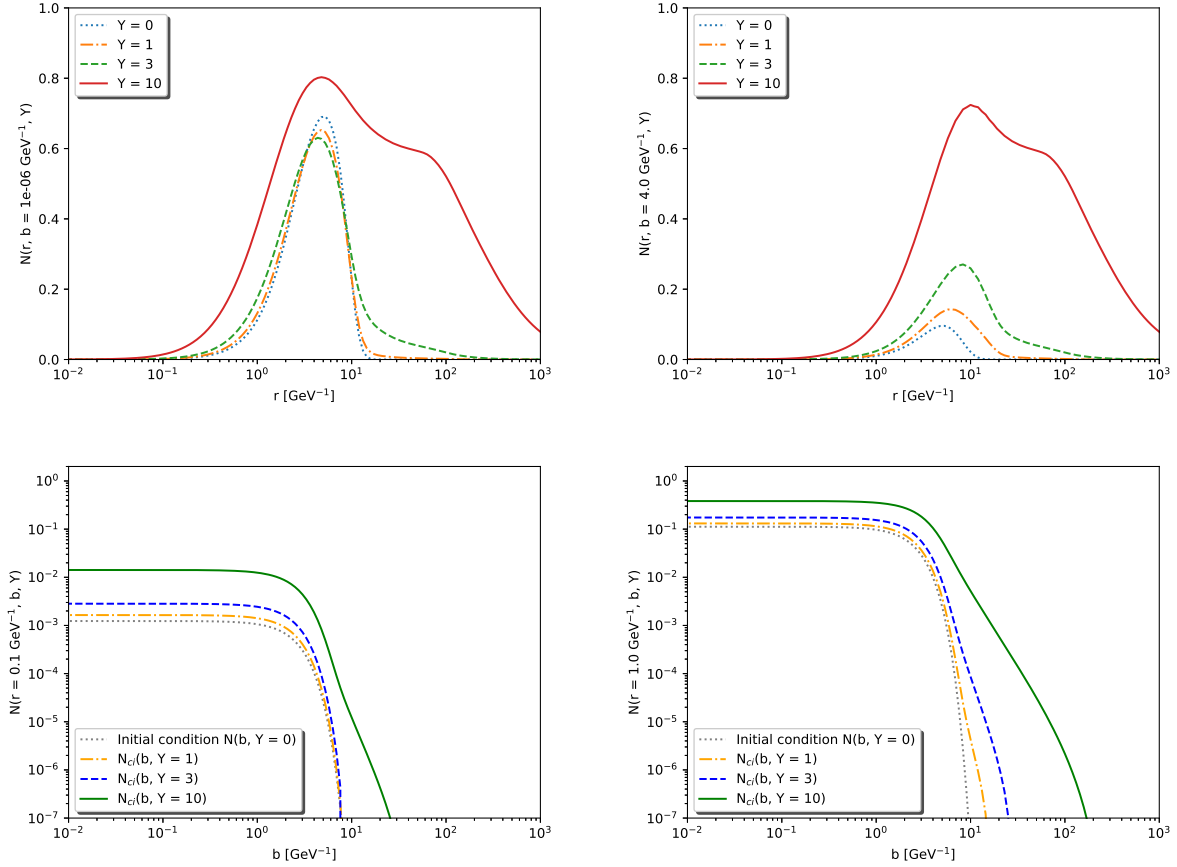 1.0
0.8
0.6
0.4
0.2
0.0
N(r, b = 1e-06 GeV⁻¹, Y)
Y = 0
Y = 1
Y = 3
Y = 10
10⁻² 10⁻¹ 10⁰ 10¹ 10² 10³
r [GeV⁻¹]
1.0
0.8
0.6
0.4
0.2
0.0
N(r, b = 4.0 GeV⁻¹, Y)
Y = 0
Y = 1
Y = 3
Y = 10
10⁻² 10⁻¹ 10⁰ 10¹ 10² 10³
r [GeV⁻¹]
10⁰
10⁻¹
10⁻²
10⁻³
10⁻⁴
10⁻⁵
10⁻⁶
10⁻⁷
N(r = 0.1 GeV⁻¹, b, Y)
Initial condition N(b, Y = 0)
N_ci(b, Y = 1)
N_ci(b, Y = 3)
N_ci(b, Y = 10)
10⁻² 10⁻¹ 10⁰ 10¹ 10² 10³
b [GeV⁻¹]
10⁰
10⁻¹
10⁻²
10⁻³
10⁻⁴
10⁻⁵
10⁻⁶
10⁻⁷
N(r = 1.0 GeV⁻¹, b, Y)
Initial condition N(b, Y = 0)
N_ci(b, Y = 1)
N_ci(b, Y = 3)
N_ci(b, Y = 10)
10⁻² 10⁻¹ 10⁰ 10¹ 10² 10³
b [GeV⁻¹]